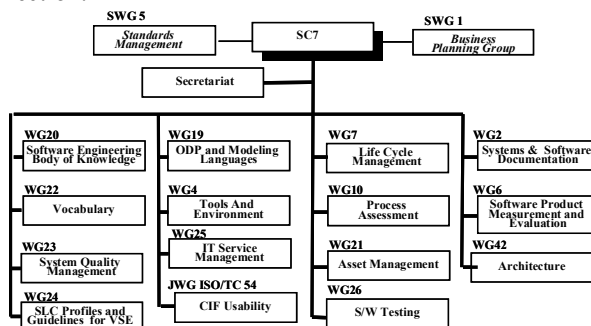 SWG 5
Standards
Management
SC7
SWG 1
Business
Planning Group
Secretariat
WG20
Software Engineering
Body of Knowledge
WG19
ODP and Modeling
Languages
WG7
Life Cycle
Management
WG2
Systems & Software
Documentation
WG22
Vocabulary
WG4
Tools And
Environment
WG10
Process
Assessment
WG6
Software Product
Measurement and
Evaluation
WG23
System Quality
Management
WG25
IT Service
Management
WG21
Asset Management
WG42
Architecture
WG24
SLC Profiles and
Guidelines for VSE
JWG ISO/TC 54
CIF Usability
WG26
S/W Testing